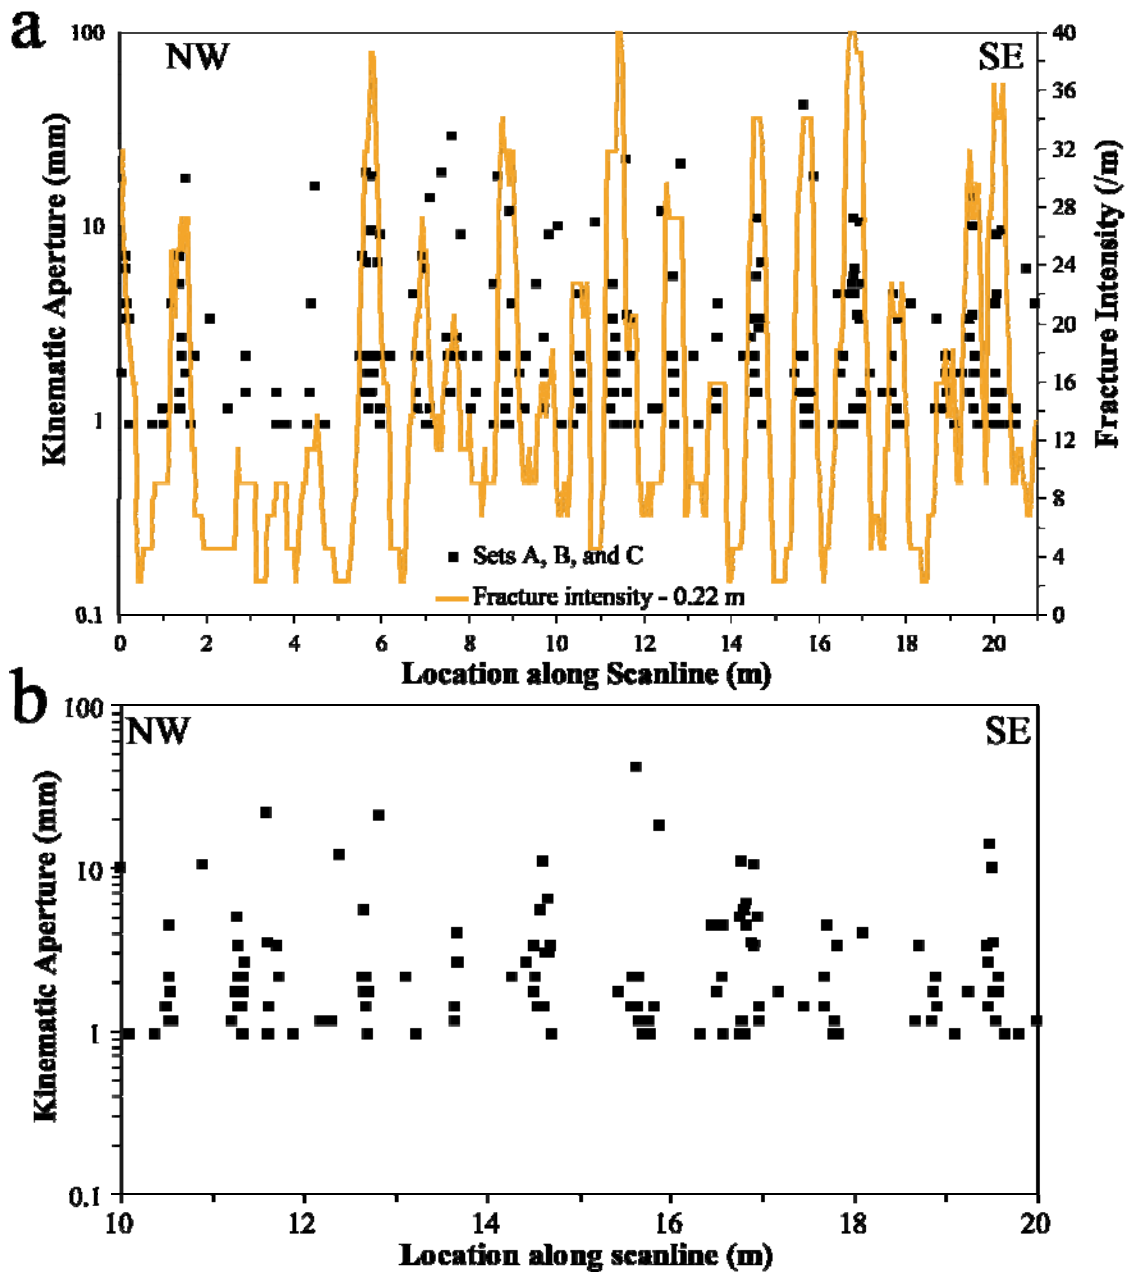 a
NW
SE
100
10
1
0.1
Kinematic Aperture (mm)
40
36
32
28
24
20
16
12
8
4
0
Fracture Intensity (/m)
Sets A, B, and C
Fracture intensity - 0.22 m
0 2 4 6 8 10 12 14 16 18 20
Location along Scanline (m)
b
NW
SE
100
10
1
0.1
Kinematic Aperture (mm)
10 12 14 16 18 20
Location along scanline (m)